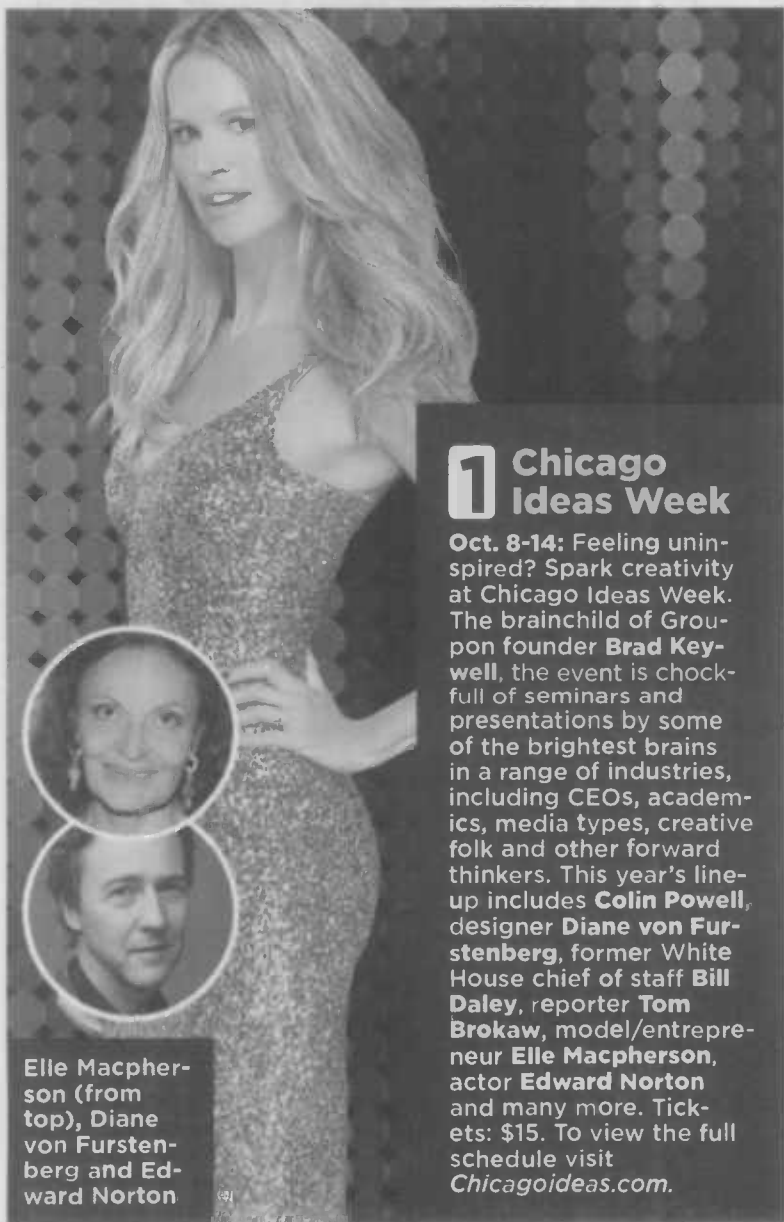 1 Chicago
Ideas Week
Oct. 8-14: Feeling unin-
spired? Spark creativity
at Chicago Ideas Week.
The brainchild of Grou-
pon founder Brad Key-
well, the event is chock-
full of seminars and
presentations by some
of the brightest brains
in a range of industries,
including CEOs, academ-
ics, media types, creative
folk and other forward
thinkers. This year's line-
up includes Colin Powell,
designer Diane von Fur-
stenberg, former White
House chief of staff Bill
Daley, reporter Tom
Brokaw, model/entrepre-
neur Elle Macpherson,
actor Edward Norton
and many more. Tick-
ets: $15. To view the full
schedule visit
Chicagoideas.com.
Elle Macpher-
son (from
top), Diane
von Fursten-
berg and Ed-
ward Norton